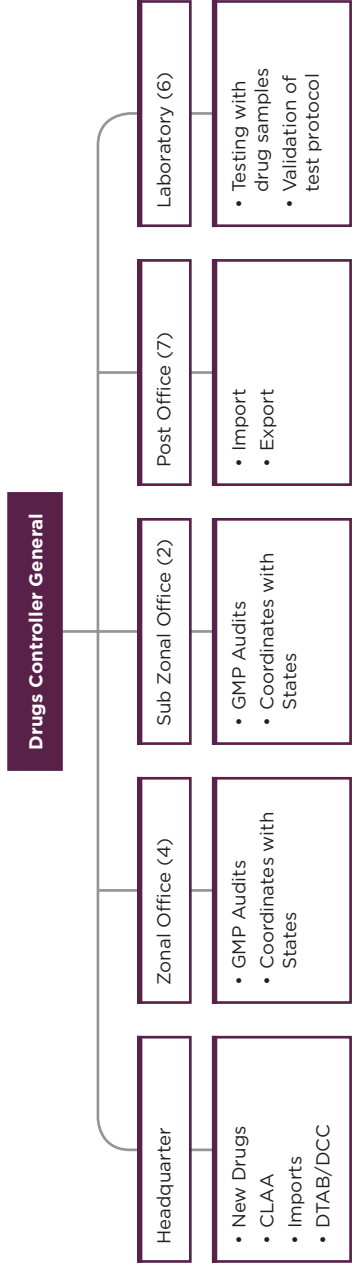 Drugs Controller General
Headquarter
• New Drugs
• CLAA
• Imports
• DTAB/DCC
Zonal Office (4)
• GMP Audits
• Coordinates with
States
Sub Zonal Office (2)
• GMP Audits
• Coordinates with
States
Post Office (7)
• Import
• Export
Laboratory (6)
• Testing with
drug samples
• Validation of
test protocol